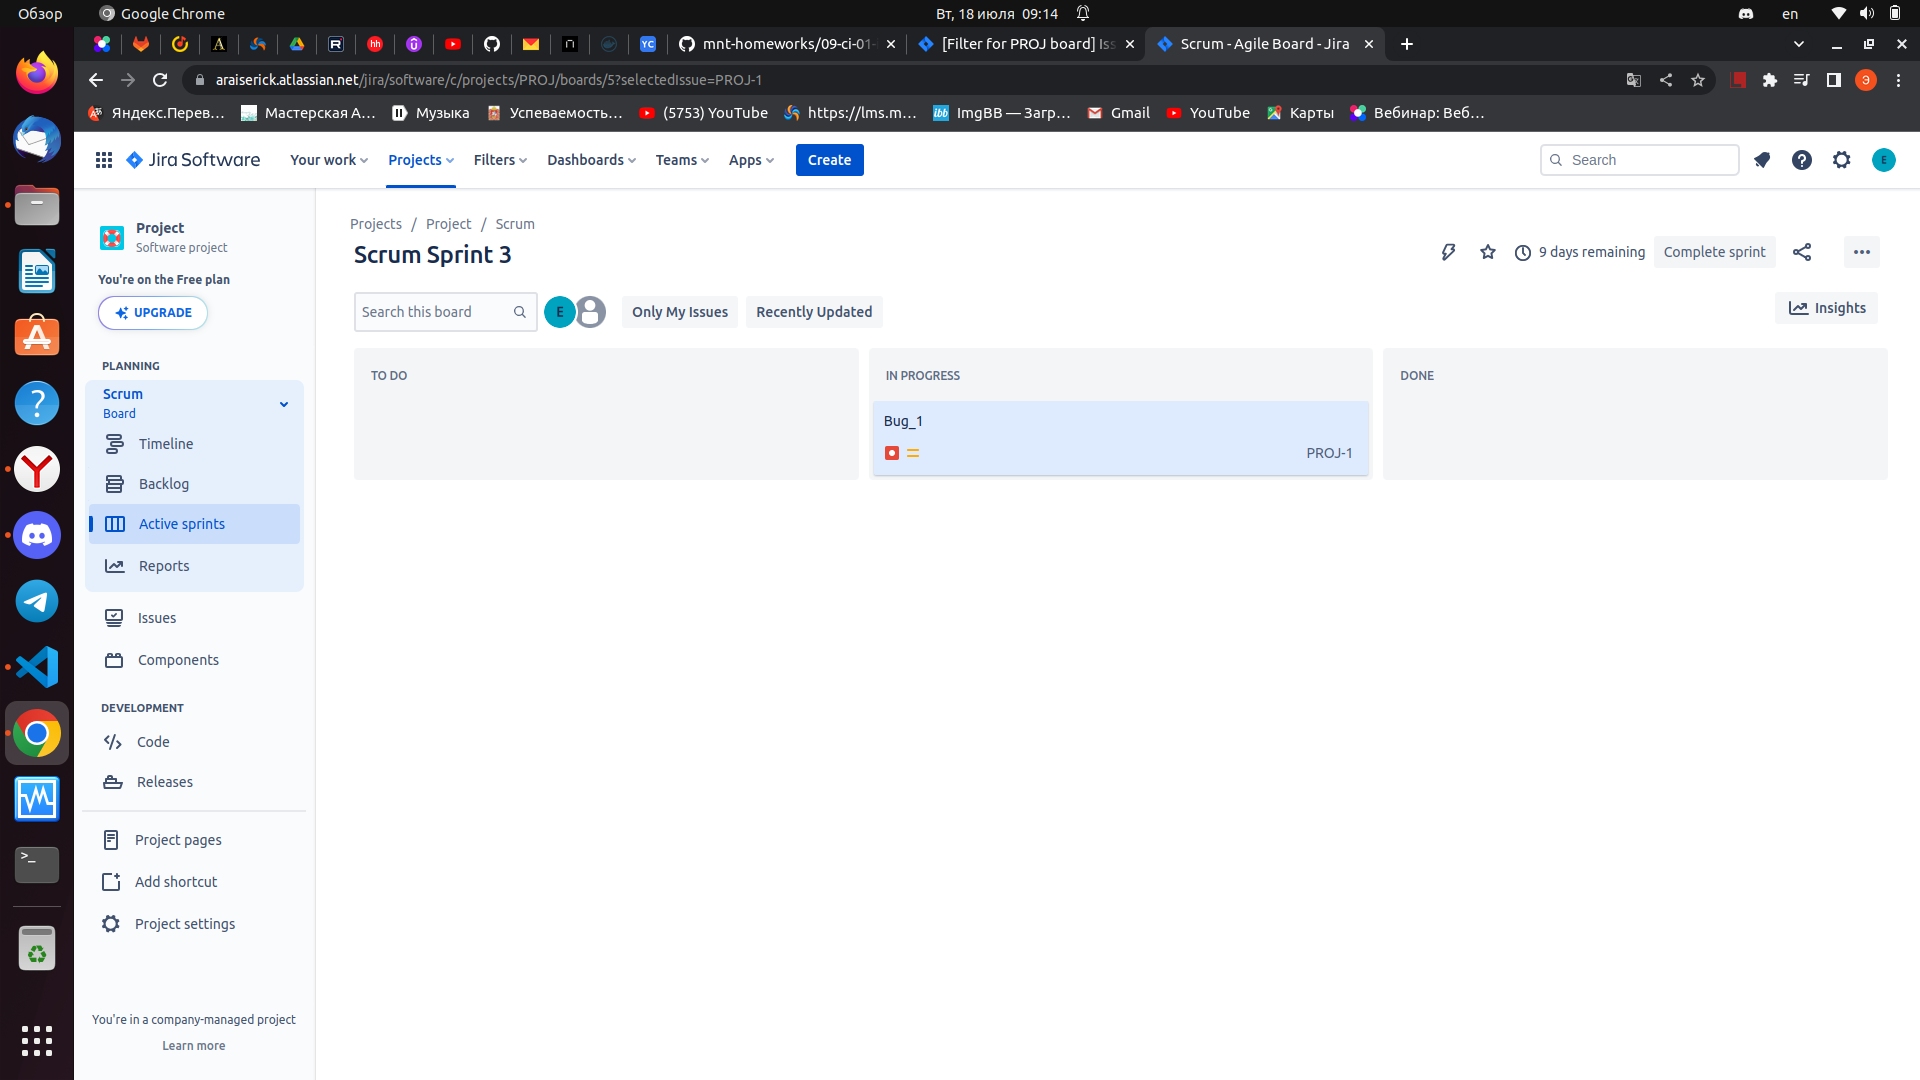 Обзор
Google Chrome
Вт, 18 июля 09:14
en
hh
YC
mnt-homeworks/09-ci-01-
[Filter for PROJ board] Iss
Scrum - Agile Board - Jira
araiserick.atlassian.net/jira/software/c/projects/PROJ/boards/5?selectedIssue=PROJ-1
Э
Яндекс.Перев…
Мастерская А…
Музыка
Успеваемость…
(5753) YouTube
https://lms.m…
ibb
ImgBB — Загр…
Gmail
YouTube
Карты
Вебинар: Веб…
Jira Software
Your work
Projects
Filters
Dashboards
Teams
Apps
Create
Search
E
Project
Software project
You're on the Free plan
UPGRADE
PLANNING
Scrum
Board
Timeline
Backlog
Active sprints
Reports
Issues
Components
DEVELOPMENT
Code
Releases
Project pages
Add shortcut
Project settings
You're in a company-managed project
Learn more
Projects / Project / Scrum
Scrum Sprint 3
9 days remaining
Complete sprint
Search this board
E
Only My Issues
Recently Updated
Insights
TO DO
IN PROGRESS
DONE
Bug_1
PROJ-1